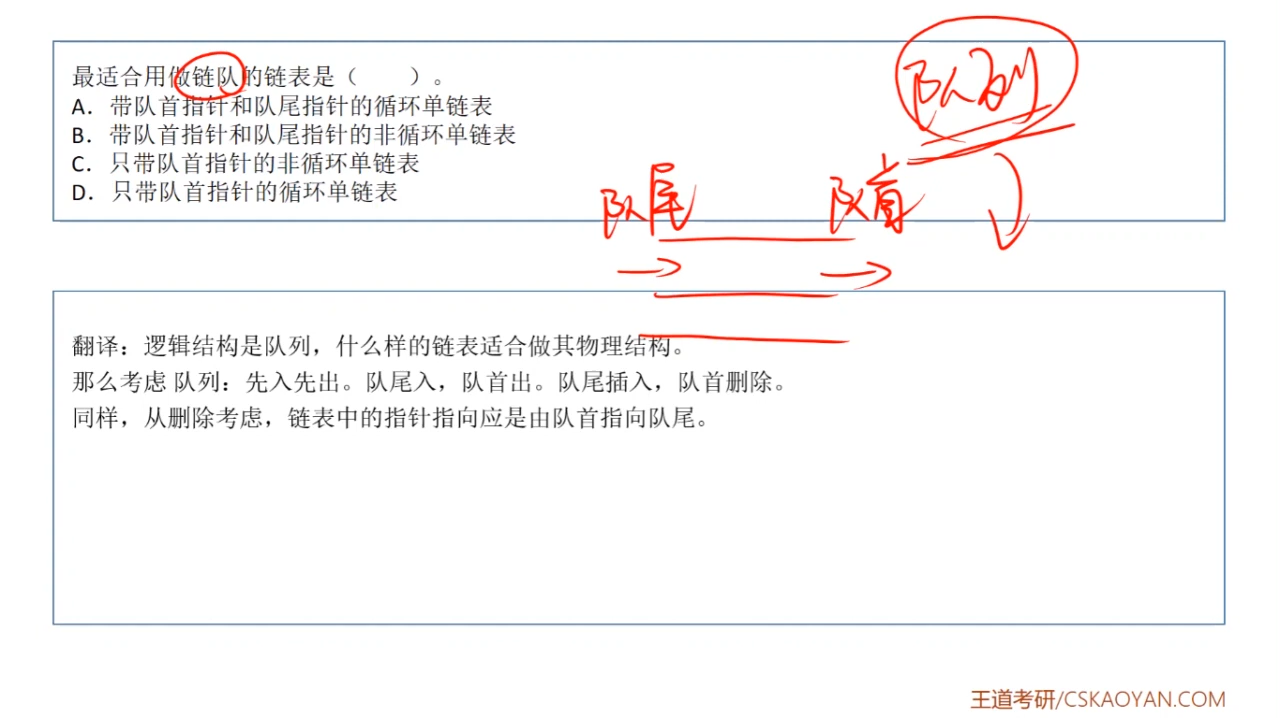 最适合用做链队的链表是（　　）。
A．带队首指针和队尾指针的循环单链表
B．带队首指针和队尾指针的非循环单链表
C．只带队首指针的非循环单链表
D．只带队首指针的循环单链表
队列
队尾 队首
翻译：逻辑结构是队列，什么样的链表适合做其物理结构。
那么考虑 队列：先入先出。队尾入，队首出。队尾插入，队首删除。
同样，从删除考虑，链表中的指针指向应是由队首指向队尾。
王道考研/CSKAOYAN.COM